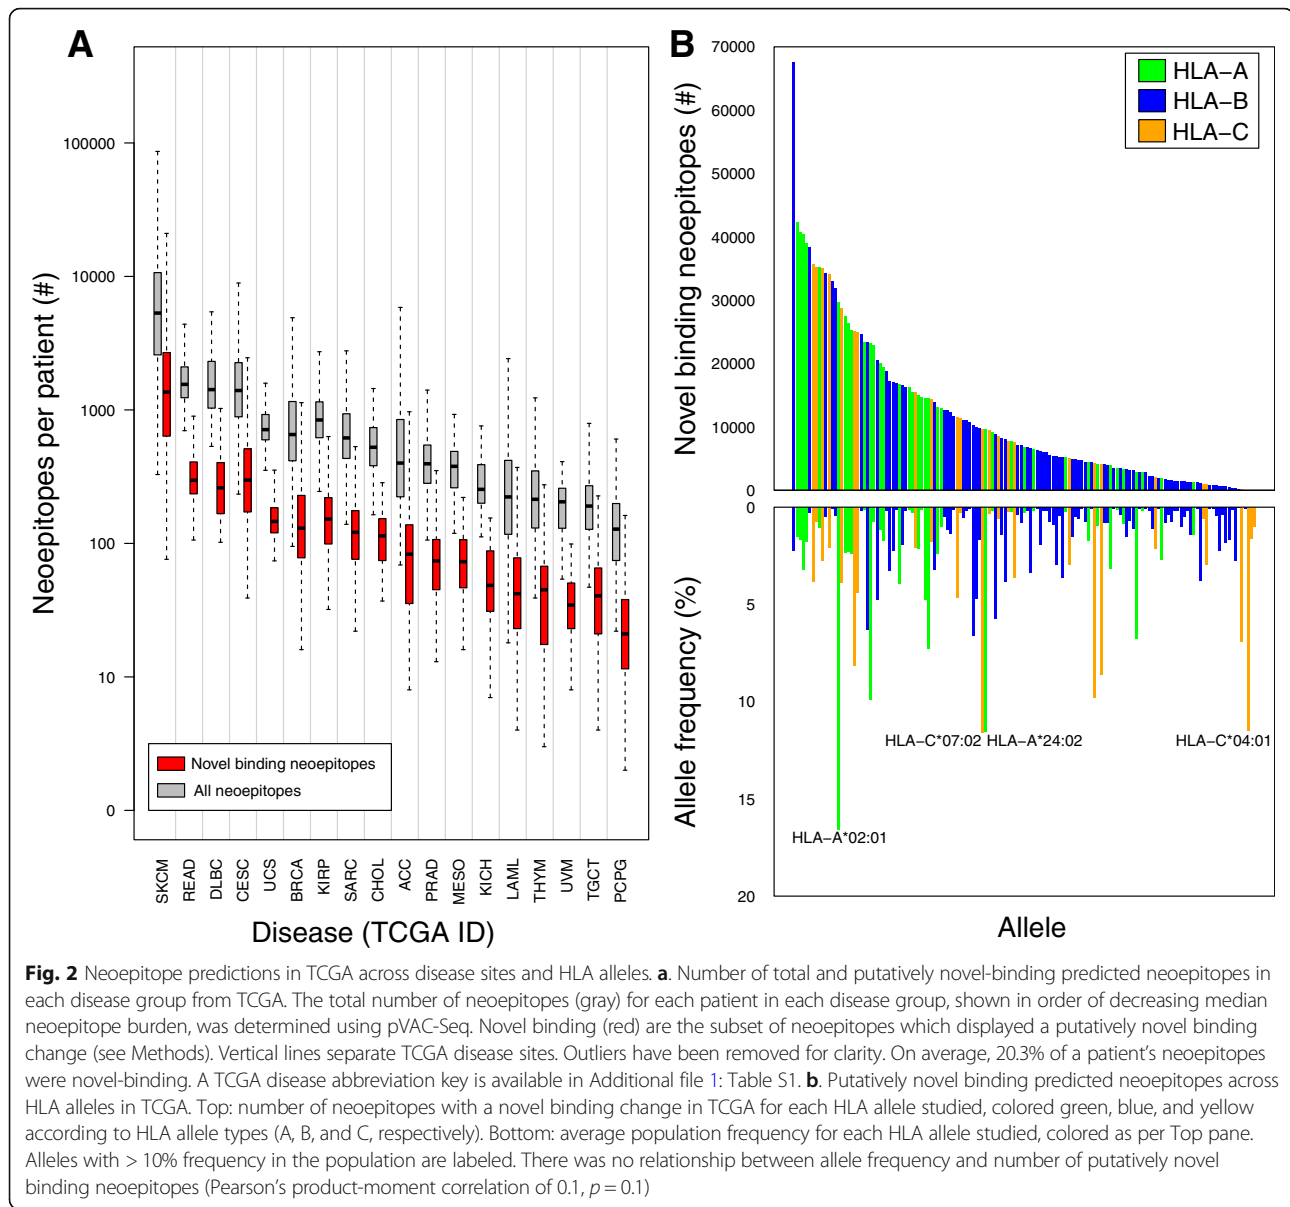 A
Neoepitopes per patient (#)
100000
10000
1000
100
10
0
Novel binding neoepitopes
All neoepitopes
SKCM
READ
DLBC
CESC
UCS
BRCA
KIRP
SARC
CHOL
ACC
PRAD
MESO
KICH
LAML
THYM
UVM
TGCT
PCPG
Disease (TCGA ID)
B
Novel binding neoepitopes (#)
70000
60000
50000
40000
30000
20000
10000
0
HLA–A
HLA–B
HLA–C
Allele frequency (%)
0
5
10
15
20
HLA–C*07:02
HLA–A*24:02
HLA–C*04:01
HLA–A*02:01
Allele
Fig. 2 Neoepitope predictions in TCGA across disease sites and HLA alleles. a. Number of total and putatively novel-binding predicted neoepitopes in
each disease group from TCGA. The total number of neoepitopes (gray) for each patient in each disease group, shown in order of decreasing median
neoepitope burden, was determined using pVAC-Seq. Novel binding (red) are the subset of neoepitopes which displayed a putatively novel binding
change (see Methods). Vertical lines separate TCGA disease sites. Outliers have been removed for clarity. On average, 20.3% of a patient's neoepitopes
were novel-binding. A TCGA disease abbreviation key is available in Additional file 1: Table S1. b. Putatively novel binding predicted neoepitopes across
HLA alleles in TCGA. Top: number of neoepitopes with a novel binding change in TCGA for each HLA allele studied, colored green, blue, and yellow
according to HLA allele types (A, B, and C, respectively). Bottom: average population frequency for each HLA allele studied, colored as per Top pane.
Alleles with > 10% frequency in the population are labeled. There was no relationship between allele frequency and number of putatively novel
binding neoepitopes (Pearson's product-moment correlation of 0.1, p = 0.1)